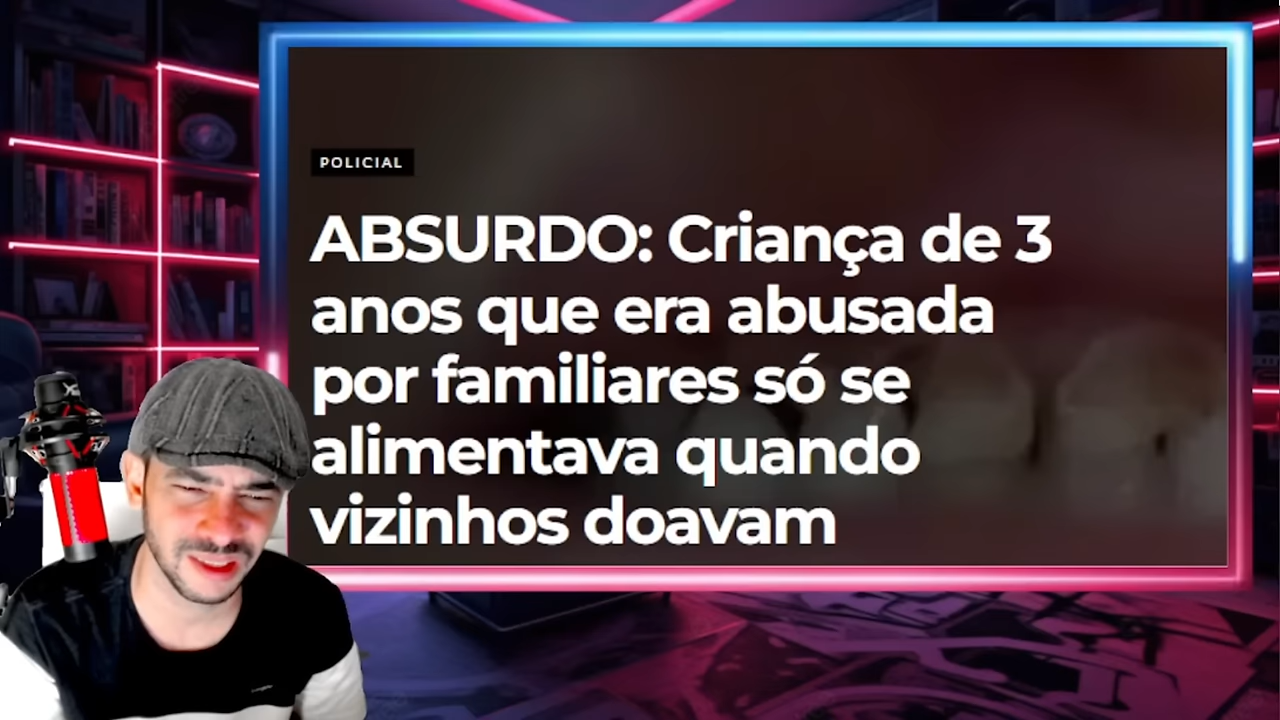 POLICIAL
ABSURDO: Criança de 3
anos que era abusada
por familiares só se
alimentava quando
vizinhos doavam